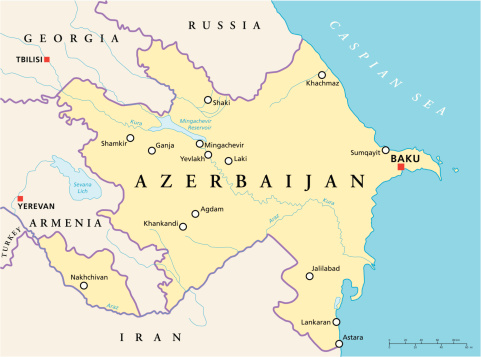 RUSSIA
GEORGIA
TBILISI
CASPIAN SEA
Khachmaz
Shaki
Mingachevir
Reservoir
Kura
Shamkir
Ganja
Mingachevir
Yevlakh
Laki
Sumqayit
BAKU
AZERBAIJAN
Sevana
Lich
YEREVAN
ARMENIA
TURKEY
Agdam
Khankandi
Kura
Aras
Nakhchivan
Aras
Jalilabad
Lankaran
Astara
IRAN